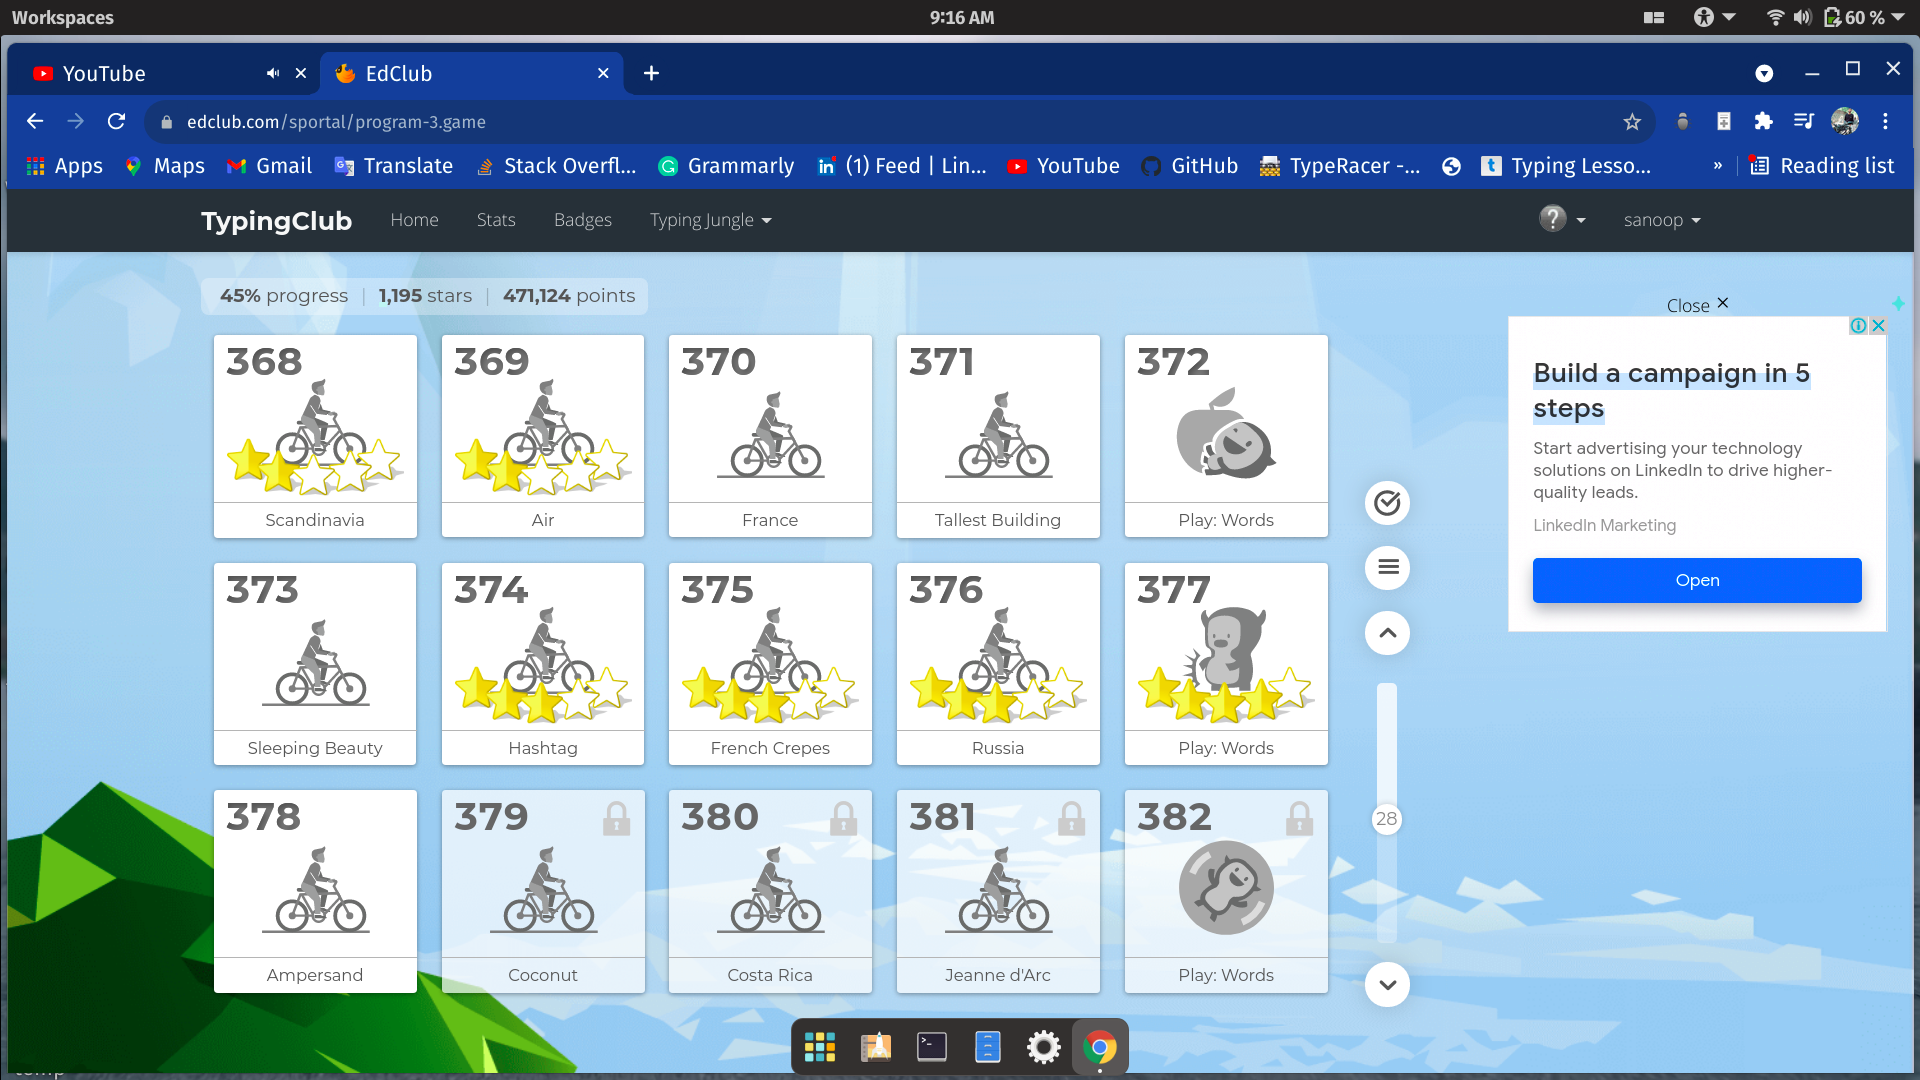 Workspaces
9:16 AM
60 %
YouTube
EdClub
edclub.com/sportal/program-3.game
Apps
Maps
Gmail
Translate
Stack Overfl...
Grammarly
(1) Feed | Lin...
YouTube
GitHub
TypeRacer -...
Typing Lesso...
»
Reading list
TypingClub
Home
Stats
Badges
Typing Jungle
sanoop
45% progress | 1,195 stars | 471,124 points
Close
368
369
370
371
372
Scandinavia
Air
France
Tallest Building
Play: Words
373
374
375
376
377
Sleeping Beauty
Hashtag
French Crepes
Russia
Play: Words
378
379
380
381
382
Ampersand
Coconut
Costa Rica
Jeanne d'Arc
Play: Words
28
Build a campaign in 5
steps
Start advertising your technology
solutions on LinkedIn to drive higher-
quality leads.
LinkedIn Marketing
Open